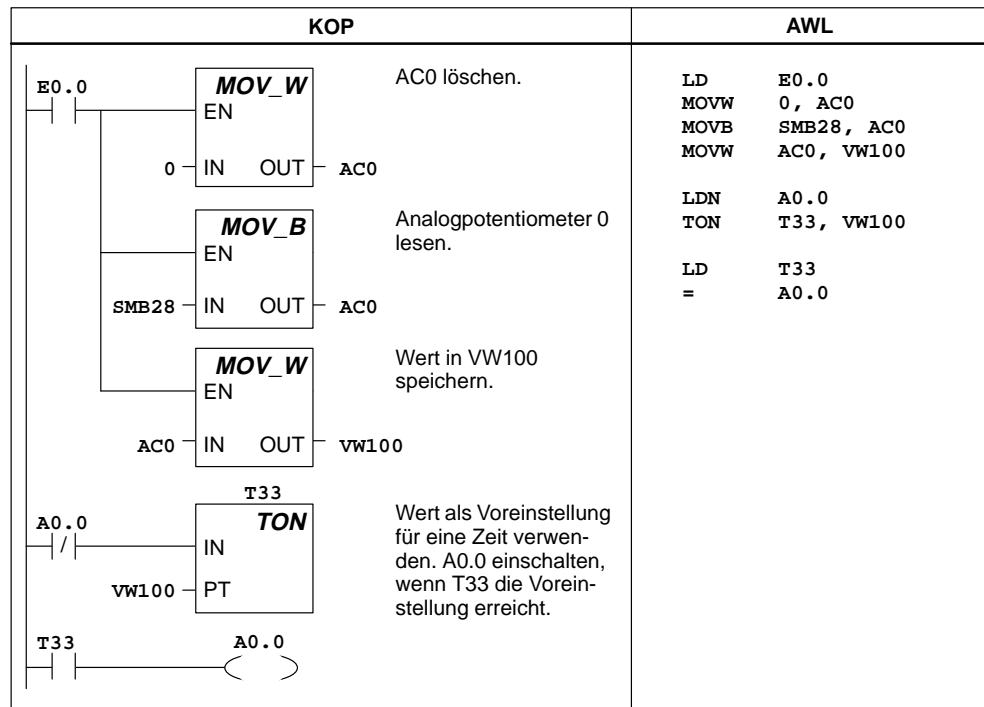 KOP
AWL
E0.0
MOV_W
EN
0 IN OUT AC0
AC0 löschen.
MOV_B
EN
SMB28 IN OUT AC0
Analogpotentiometer 0
lesen.
MOV_W
EN
AC0 IN OUT VW100
Wert in VW100
speichern.
T33
A0.0
/
TON
IN
VW100 PT
Wert als Voreinstellung
für eine Zeit verwen-
den. A0.0 einschalten,
wenn T33 die Vorein-
stellung erreicht.
T33 A0.0
LD E0.0
MOVW 0, AC0
MOVB SMB28, AC0
MOVW AC0, VW100
LDN A0.0
TON T33, VW100
LD T33
= A0.0